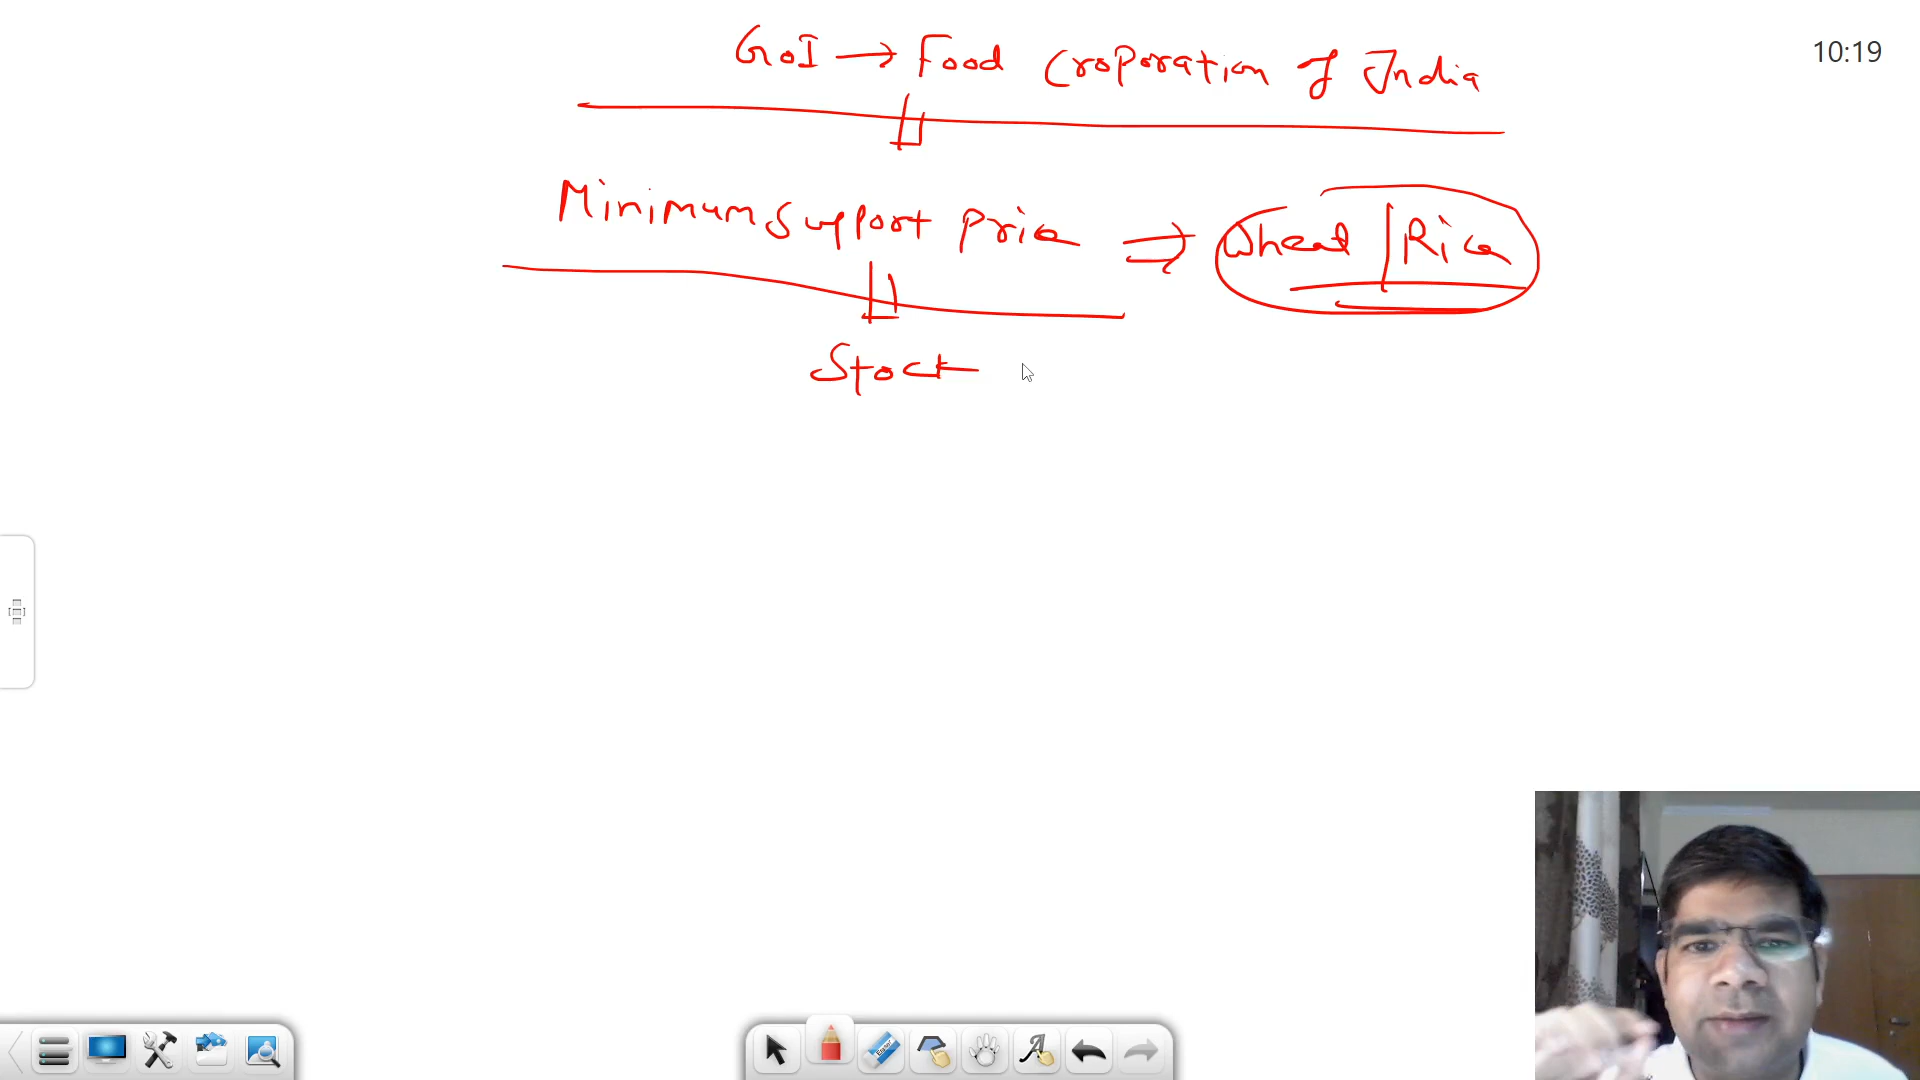 10:19
GoI → Food Croporation of India
Minimum Support Price ⇒ Wheat | Rice
Stock